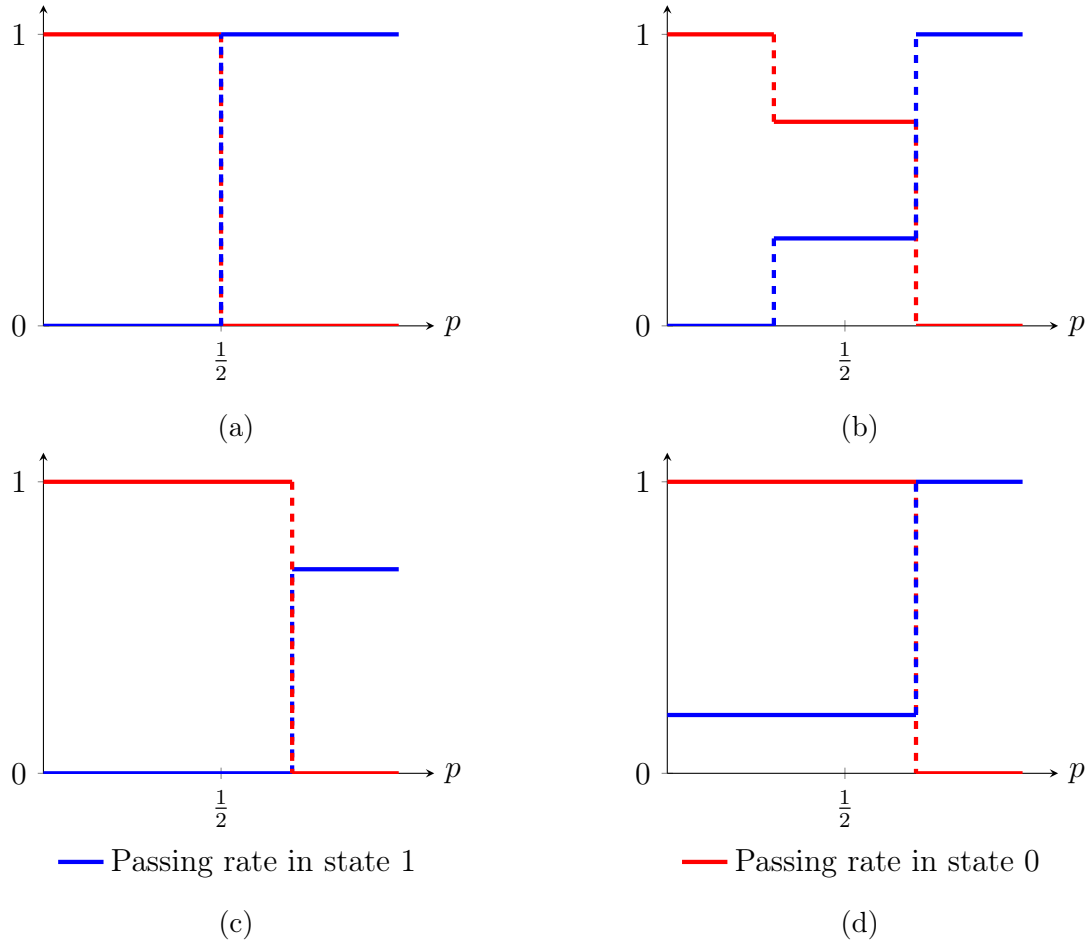 1
0
1/2
p
(a)
1
0
1/2
p
(b)
1
0
1/2
p
Passing rate in state 1
(c)
1
0
1/2
p
Passing rate in state 0
(d)